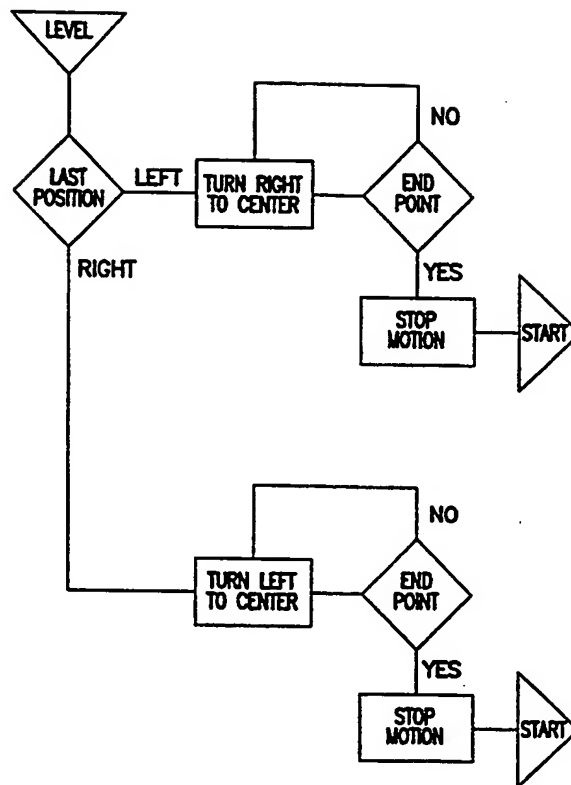 LEVEL
NO
LAST
POSITION
LEFT
TURN RIGHT
TO CENTER
END
POINT
RIGHT
YES
STOP
MOTION
START
NO
TURN LEFT
TO CENTER
END
POINT
YES
STOP
MOTION
START